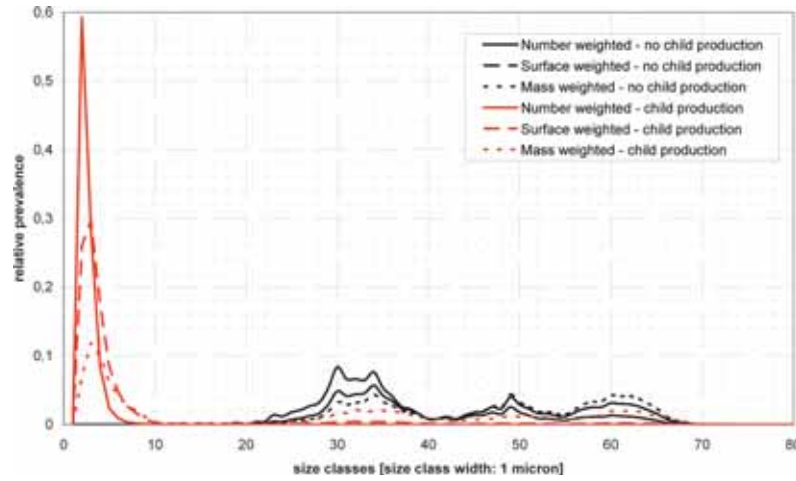 0,6
0,5
0,4
0,3
0,2
0,1
0
relative prevalence
Number weighted - no child production
Surface weighted - no child production
Mass weighted - no child production
Number weighted - child production
Surface weighted - child production
Mass weighted - child production
0 10 20 30 40 50 60 70 80
size classes [size class width: 1 micron]